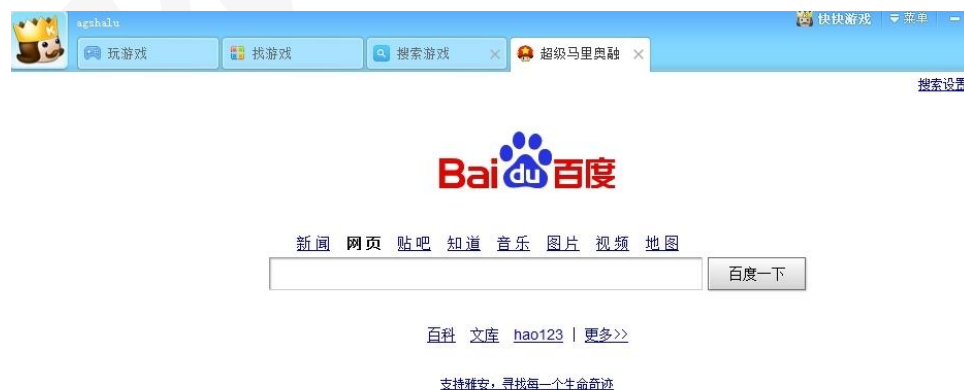 agshalu
快快游戏 菜单
玩游戏 找游戏 搜索游戏 超级马里奥融
搜索设置
Bai du 百度
新闻 网页 贴吧 知道 音乐 图片 视频 地图
百度一下
百科 文库 hao123 | 更多>>
支持雅安，寻找每一个生命奇迹